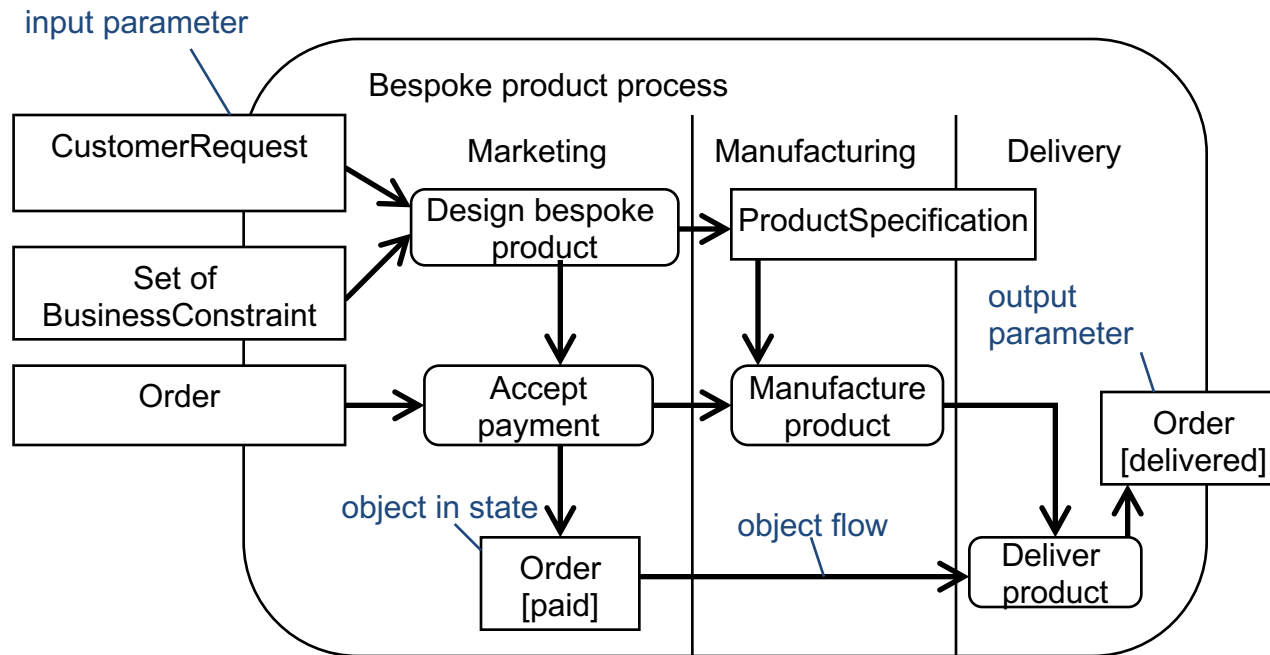 input parameter
Bespoke product process
CustomerRequest
Marketing
Manufacturing
Delivery
Design bespoke
product
ProductSpecification
Set of
BusinessConstraint
output
parameter
Order
Accept
payment
Manufacture
product
Order
[delivered]
object in state
object flow
Order
[paid]
Deliver
product